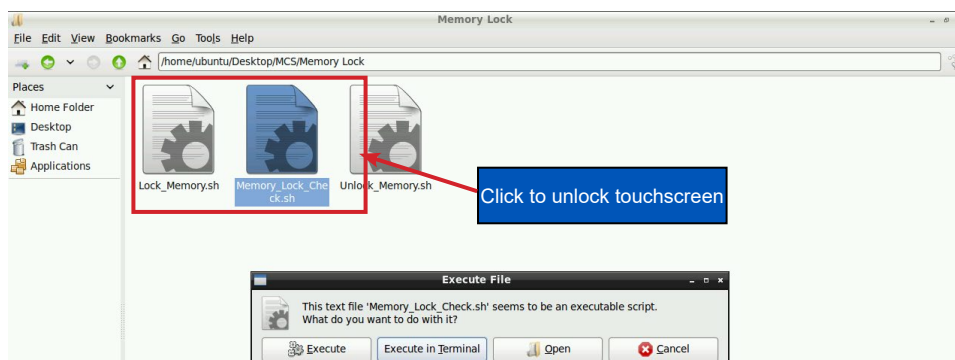 Memory Lock
File Edit View Bookmarks Go Tools Help
/home/ubuntu/Desktop/MCS/Memory Lock
Places
Home Folder
Desktop
Trash Can
Applications
Lock_Memory.sh
Memory_Lock_Che
ck.sh
Unlock_Memory.sh
Click to unlock touchscreen
Execute File
This text file 'Memory_Lock_Check.sh' seems to be an executable script.
What do you want to do with it?
Execute
Execute in Terminal
Open
Cancel